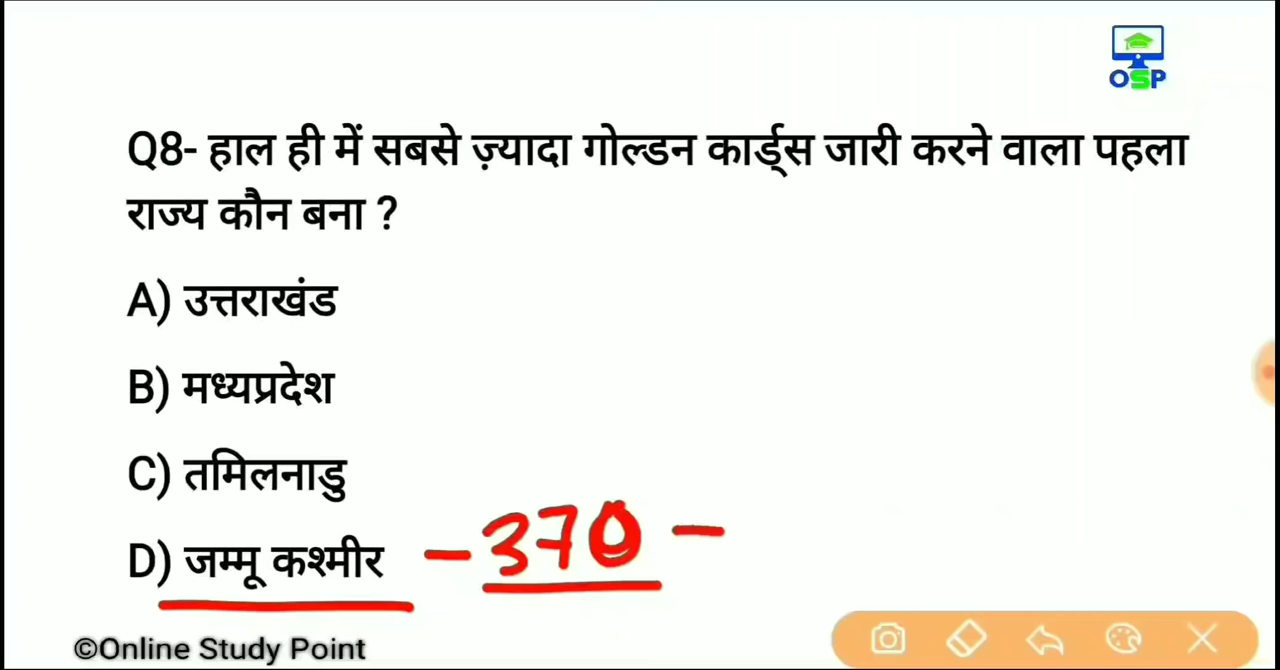 OSP
Q8- हाल ही में सबसे ज़्यादा गोल्डन कार्ड्स जारी करने वाला पहला
राज्य कौन बना ?
A) उत्तराखंड
B) मध्यप्रदेश
C) तमिलनाडु
D) जम्मू कश्मीर - 370 -
©Online Study Point